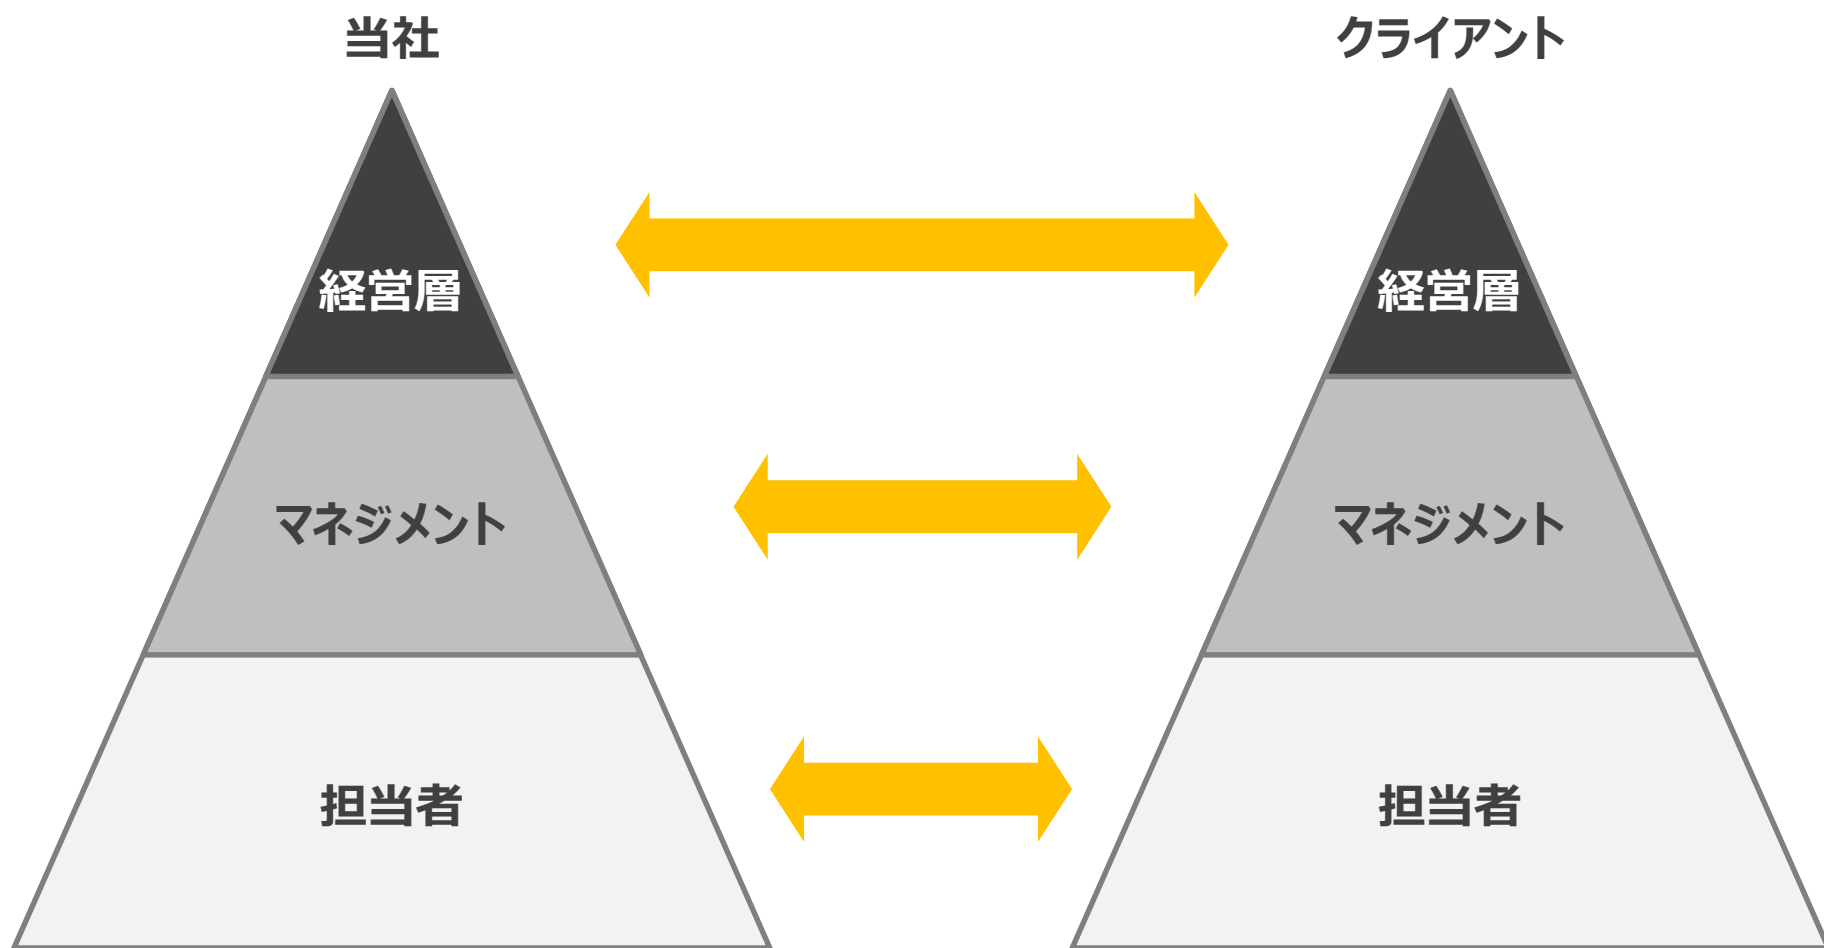 当社
クライアント
経営層
経営層
マネジメント
マネジメント
担当者
担当者